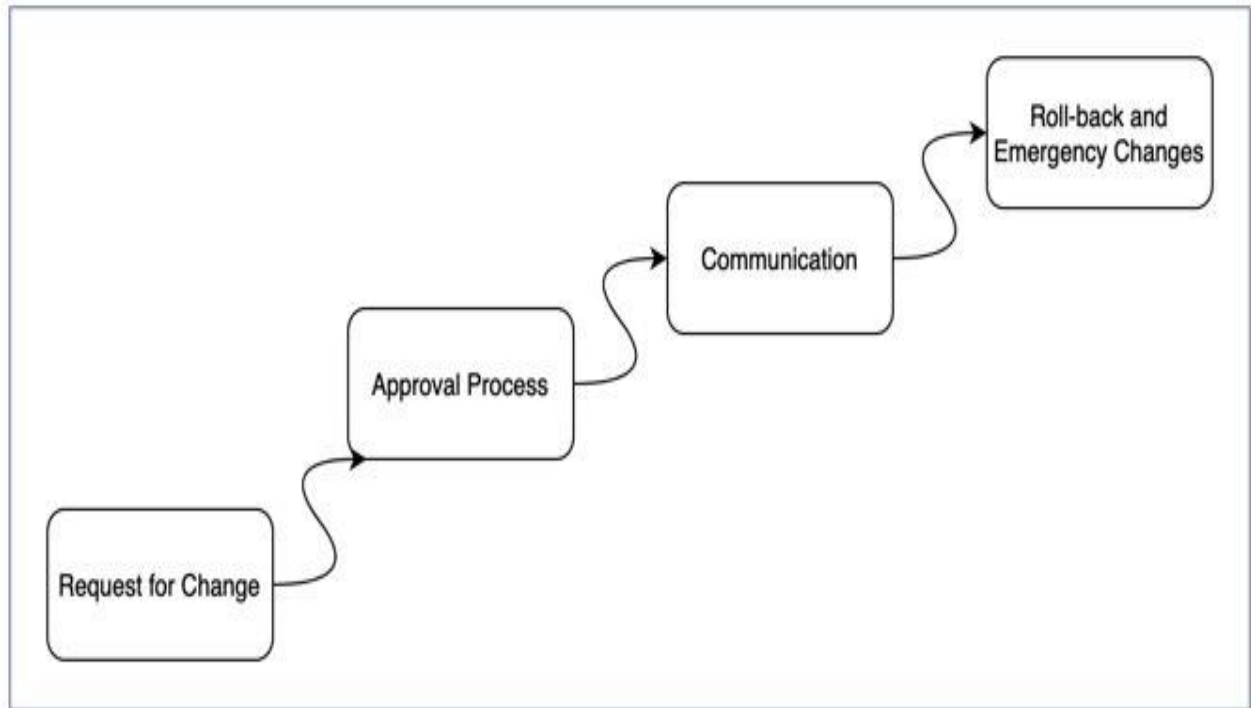 Roll-back and
Emergency Changes
Communication
Approval Process
Request for Change